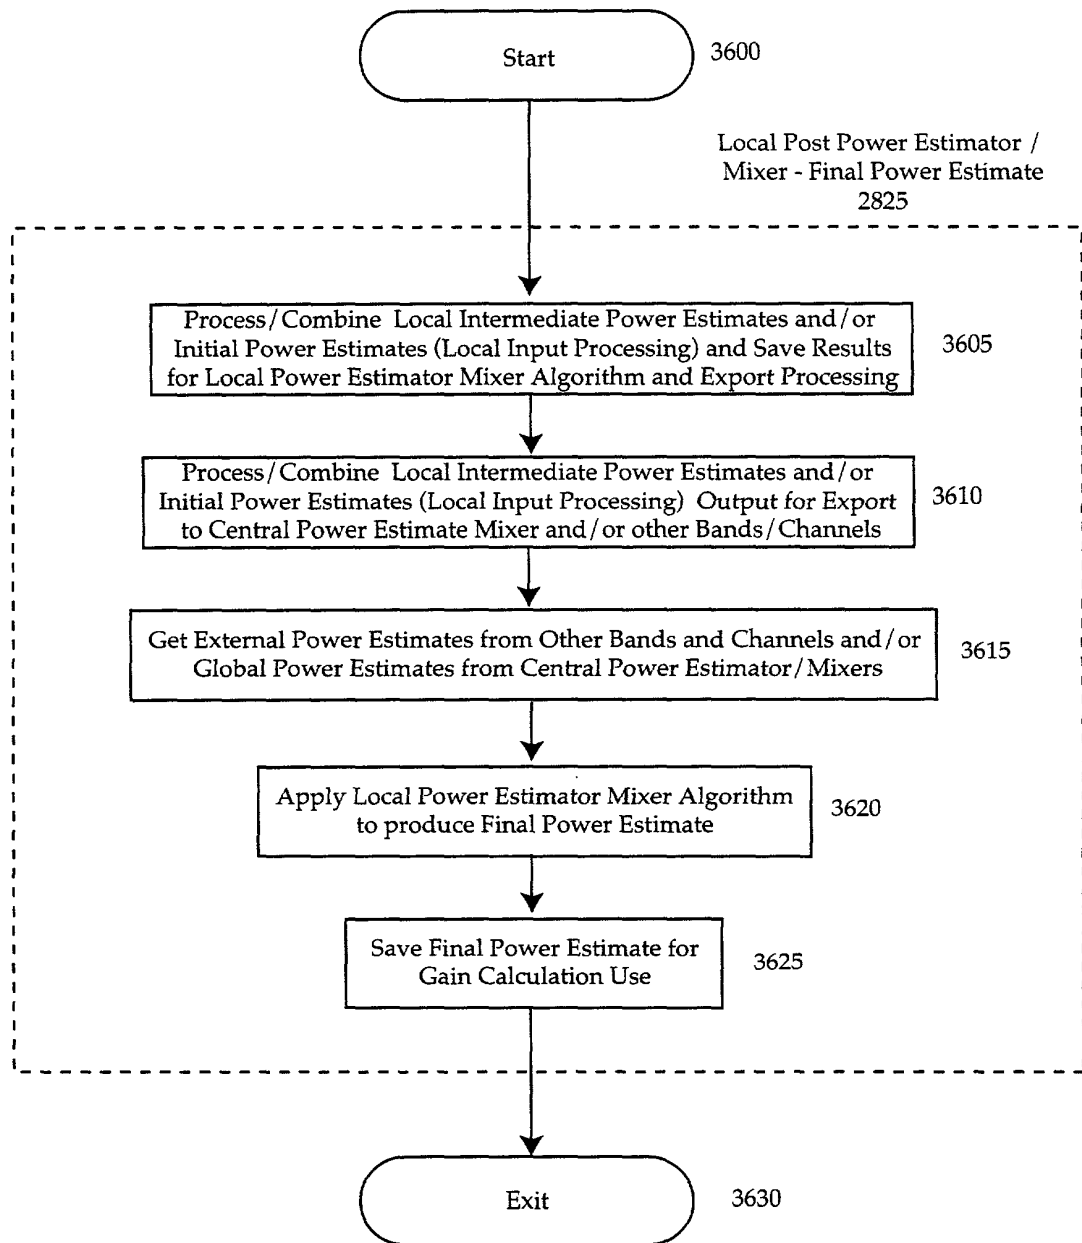 Start
3600
Local Post Power Estimator /
Mixer - Final Power Estimate
2825
Process/Combine Local Intermediate Power Estimates and/or
Initial Power Estimates (Local Input Processing) and Save Results
for Local Power Estimator Mixer Algorithm and Export Processing
3605
Process/Combine Local Intermediate Power Estimates and/or
Initial Power Estimates (Local Input Processing) Output for Export
to Central Power Estimate Mixer and/or other Bands/Channels
3610
Get External Power Estimates from Other Bands and Channels and/or
Global Power Estimates from Central Power Estimator/Mixers
3615
Apply Local Power Estimator Mixer Algorithm
to produce Final Power Estimate
3620
Save Final Power Estimate for
Gain Calculation Use
3625
Exit
3630